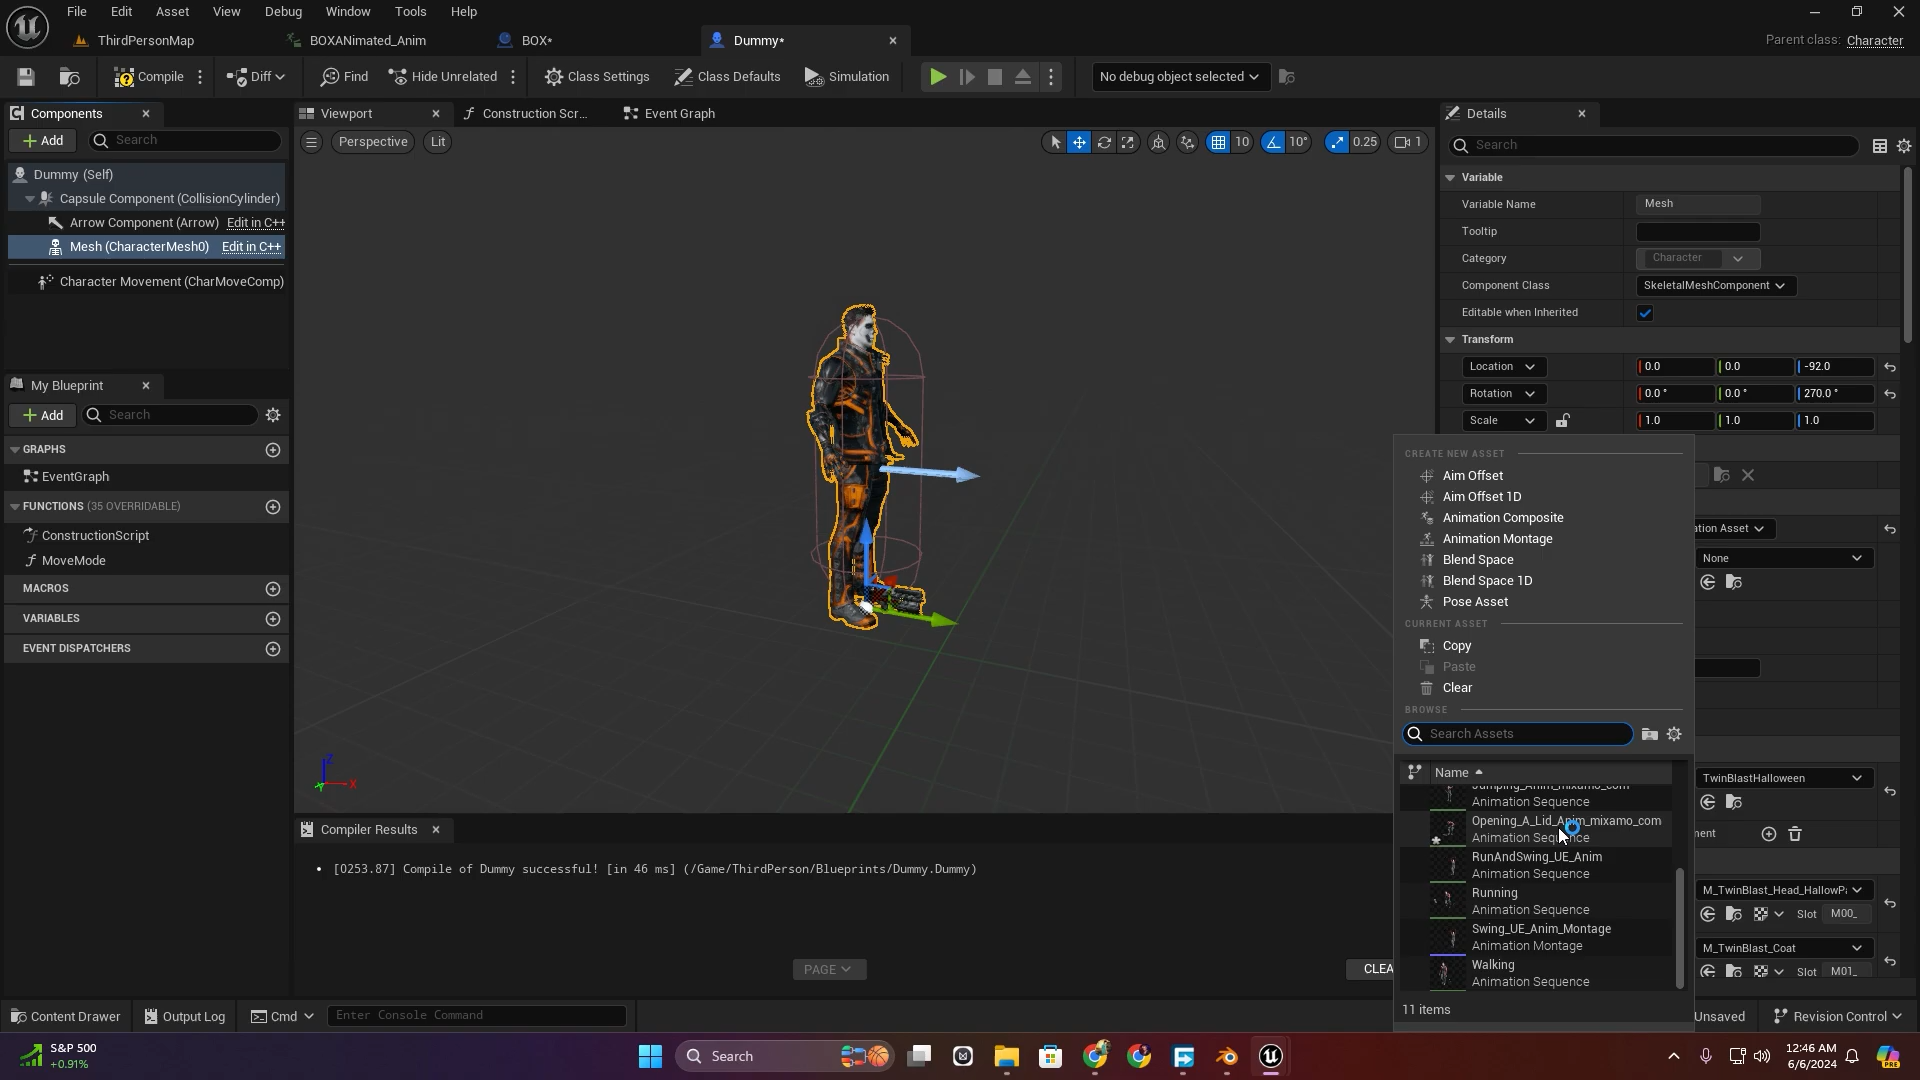 File Edit Asset View Debug Window Tools Help
ThirdPersonMap BOXANimated_Anim BOX* Dummy* Parent class: Character
Compile Diff Find Hide Unrelated Class Settings Class Defaults Simulation No debug object selected
Components Viewport Construction Scr... Event Graph Details
Add Search Perspective Lit 10 10° 0.25 1 Search
Dummy (Self)
Capsule Component (CollisionCylinder)
Arrow Component (Arrow) Edit in C++
Mesh (CharacterMesh0) Edit in C++
Character Movement (CharMoveComp)
Variable
Variable Name Mesh
Tooltip
Category Character
Component Class SkeletalMeshComponent
Editable when Inherited
Transform
Location 0.0 0.0 -92.0
Rotation 0.0 ° 0.0 ° 270.0 °
Scale 1.0 1.0 1.0
My Blueprint
Add Search
GRAPHS
EventGraph
FUNCTIONS (35 OVERRIDABLE)
ConstructionScript
MoveMode
MACROS
VARIABLES
EVENT DISPATCHERS
Z
X
Y
CREATE NEW ASSET
Aim Offset
Aim Offset 1D
Animation Composite
Animation Montage
Blend Space
Blend Space 1D
Pose Asset
CURRENT ASSET
Copy
Paste
Clear
BROWSE
Search Assets
Name
Animation Sequence
Opening_A_Lid_Anim_mixamo_com
Animation Sequence
RunAndSwing_UE_Anim
Animation Sequence
Running
Animation Sequence
Swing_UE_Anim_Montage
Animation Montage
Walking
Animation Sequence
11 items
Asset
None
TwinBlastHalloween
M_TwinBlast_Head_HallowP
Slot M00_
M_TwinBlast_Coat
Slot M01_
Compiler Results
[0253.87] Compile of Dummy successful! [in 46 ms] (/Game/ThirdPerson/Blueprints/Dummy.Dummy)
PAGE
CLEA
Content Drawer Output Log Cmd Enter Console Command Unsaved Revision Control
S&P 500
+0.91%
Search
12:46 AM
6/6/2024
PRE